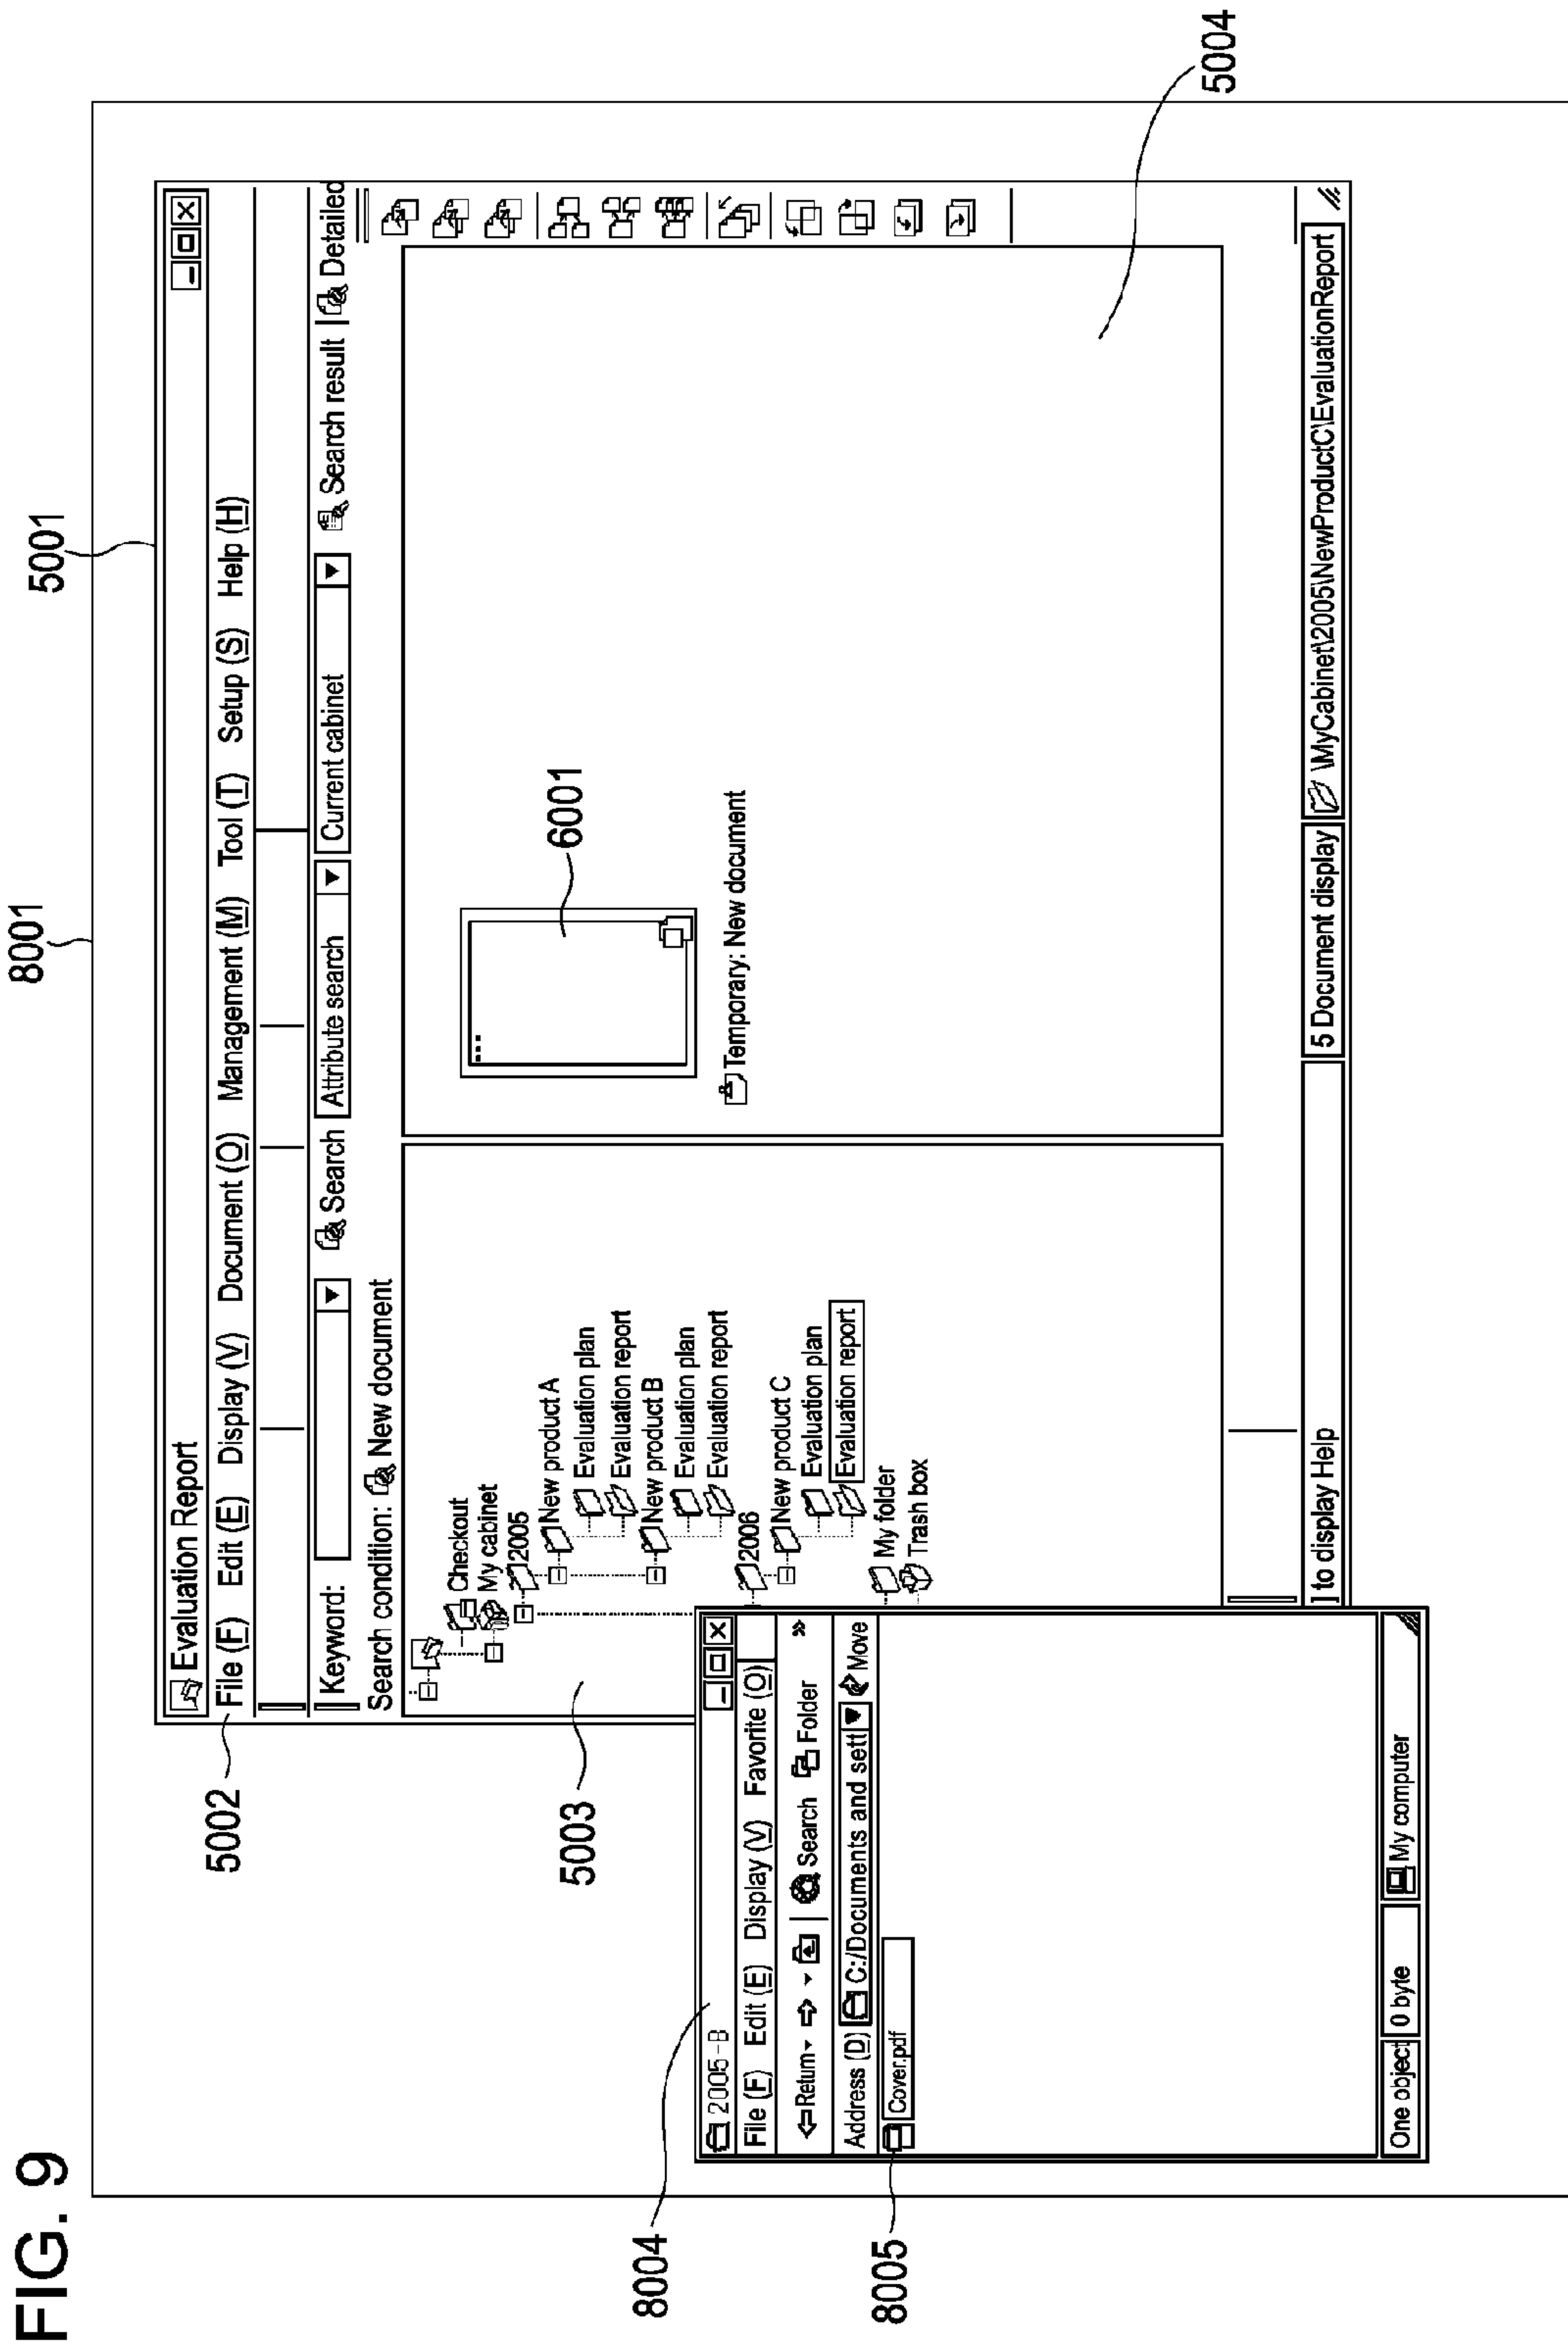 FIG. 9
8001
5001
Evaluation Report
5002
File (F) Edit (E) Display (V) Document (O) Management (M) Tool (T) Setup (S) Help (H)
Keyword: Search Attribute search Current cabinet Search result Detailed
Search condition: New document
5003
Checkout
My cabinet
2005
New product A
Evaluation plan
Evaluation report
New product B
Evaluation plan
Evaluation report
2006
New product C
Evaluation plan
Evaluation report
My folder
Trash box
6001
Temporary: New document
5004
] to display Help 5 Document display \MyCabinet\2005\NewProductC\EvaluationReport
8004
2005-B
File (F) Edit (E) Display (V) Favorite (O)
Return Search Folder »
Address (D) C:/Documents and sett Move
8005
Cover.pdf
One object 0 byte My computer